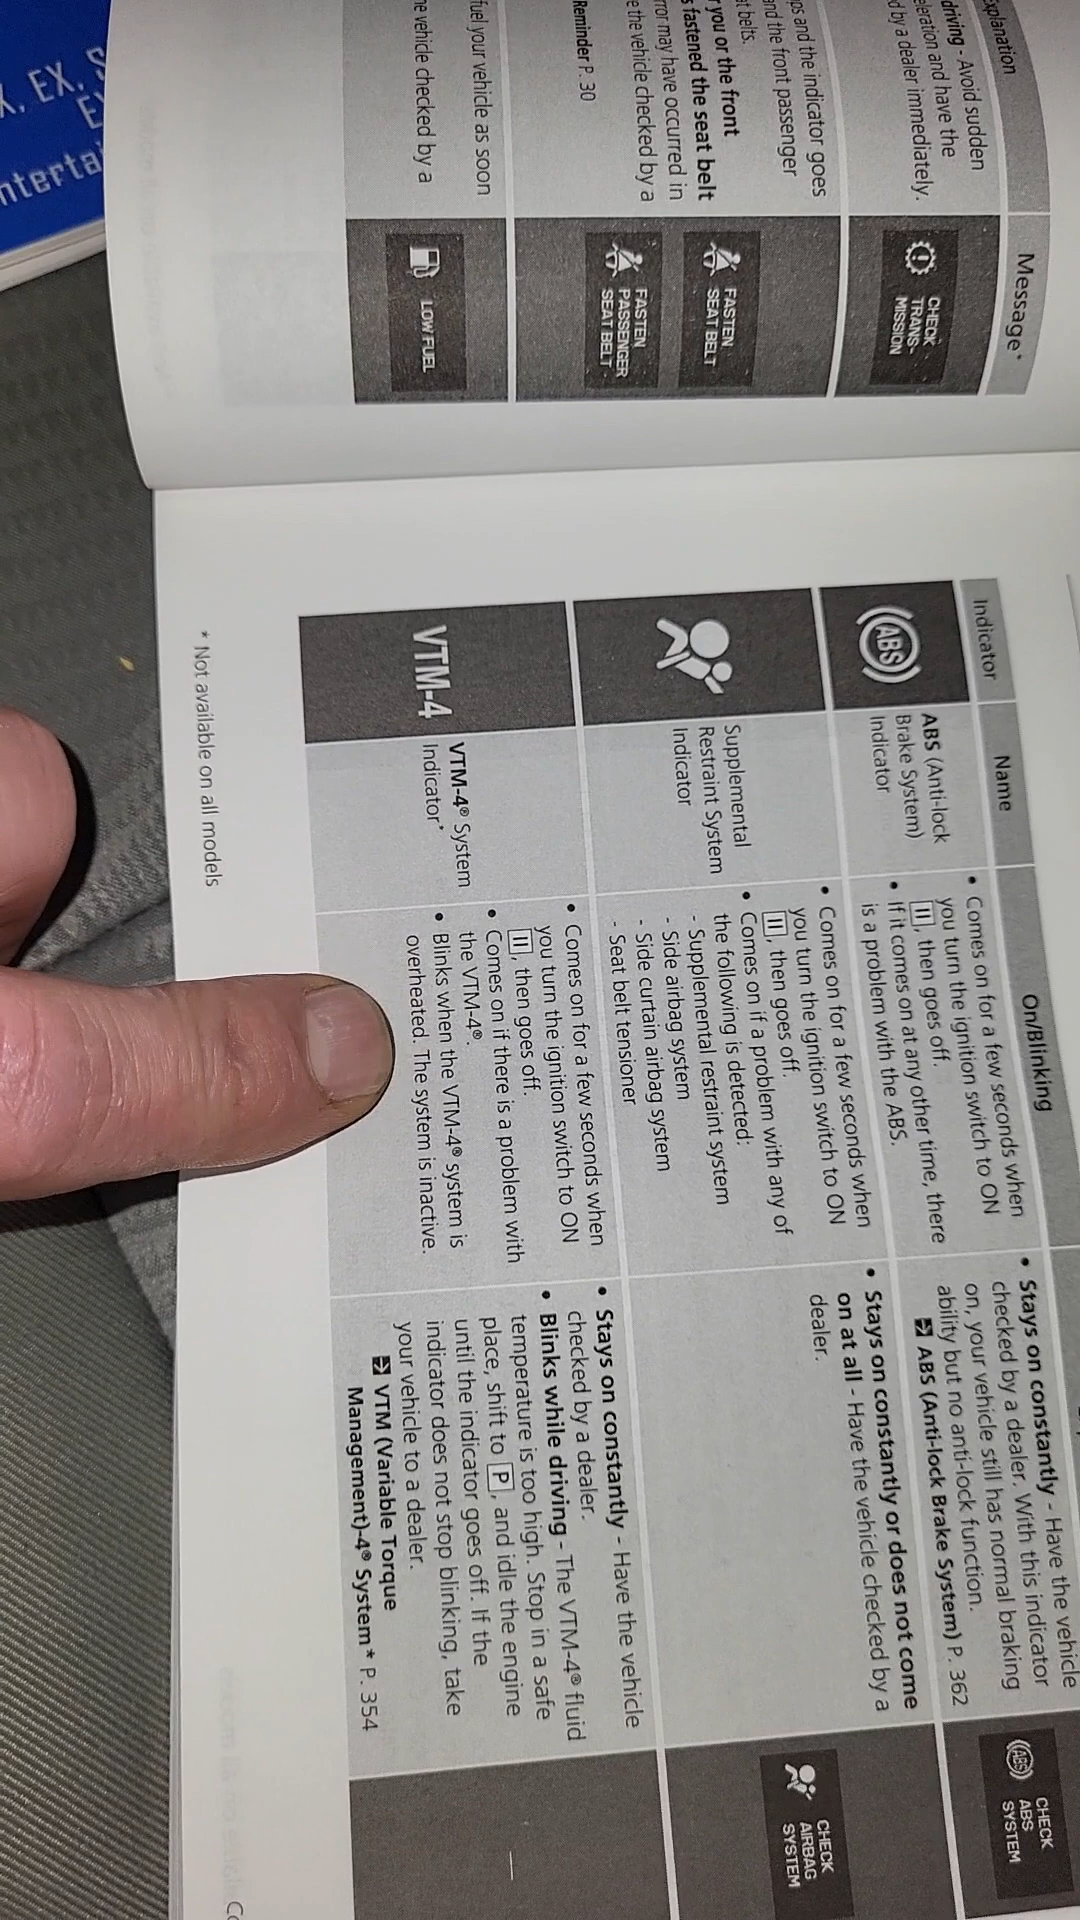 Explanation
Message*
driving - Avoid sudden
and have the
by a dealer immediately.
CHECK
TRANS-
MISSION
and the indicator goes
and the front passenger
belts.
you or the front
fastened the seat belt
may have occurred in
the vehicle checked by a
Reminder P. 30
FASTEN
SEAT BELT
FASTEN
PASSENGER
SEAT BELT
fuel your vehicle as soon
vehicle checked by a
LOW FUEL
EX,
Indicator
Name
On/Blinking
ABS
ABS (Anti-lock
Brake System)
Indicator
• Comes on for a few seconds when
you turn the ignition switch to ON
II, then goes off.
• If it comes on at any other time, there
is a problem with the ABS.
• Stays on constantly - Have the vehicle
checked by a dealer. With this indicator
on, your vehicle still has normal braking
ability but no anti-lock function.
ABS (Anti-lock Brake System) P. 362
ABS
CHECK
ABS
SYSTEM
Supplemental
Restraint System
Indicator
• Comes on for a few seconds when
you turn the ignition switch to ON
II, then goes off.
• Comes on if a problem with any of
the following is detected:
- Supplemental restraint system
- Side airbag system
- Side curtain airbag system
- Seat belt tensioner
• Stays on constantly or does not come
on at all - Have the vehicle checked by a
dealer.
CHECK
AIRBAG
SYSTEM
VTM-4
VTM-4® System
Indicator*
• Comes on for a few seconds when
you turn the ignition switch to ON
II, then goes off.
• Comes on if there is a problem with
the VTM-4®.
• Blinks when the VTM-4® system is
overheated. The system is inactive.
• Stays on constantly - Have the vehicle
checked by a dealer.
• Blinks while driving - The VTM-4® fluid
temperature is too high. Stop in a safe
place, shift to P, and idle the engine
until the indicator goes off. If the
indicator does not stop blinking, take
your vehicle to a dealer.
VTM (Variable Torque
Management)-4® System* P. 354
—
* Not available on all models